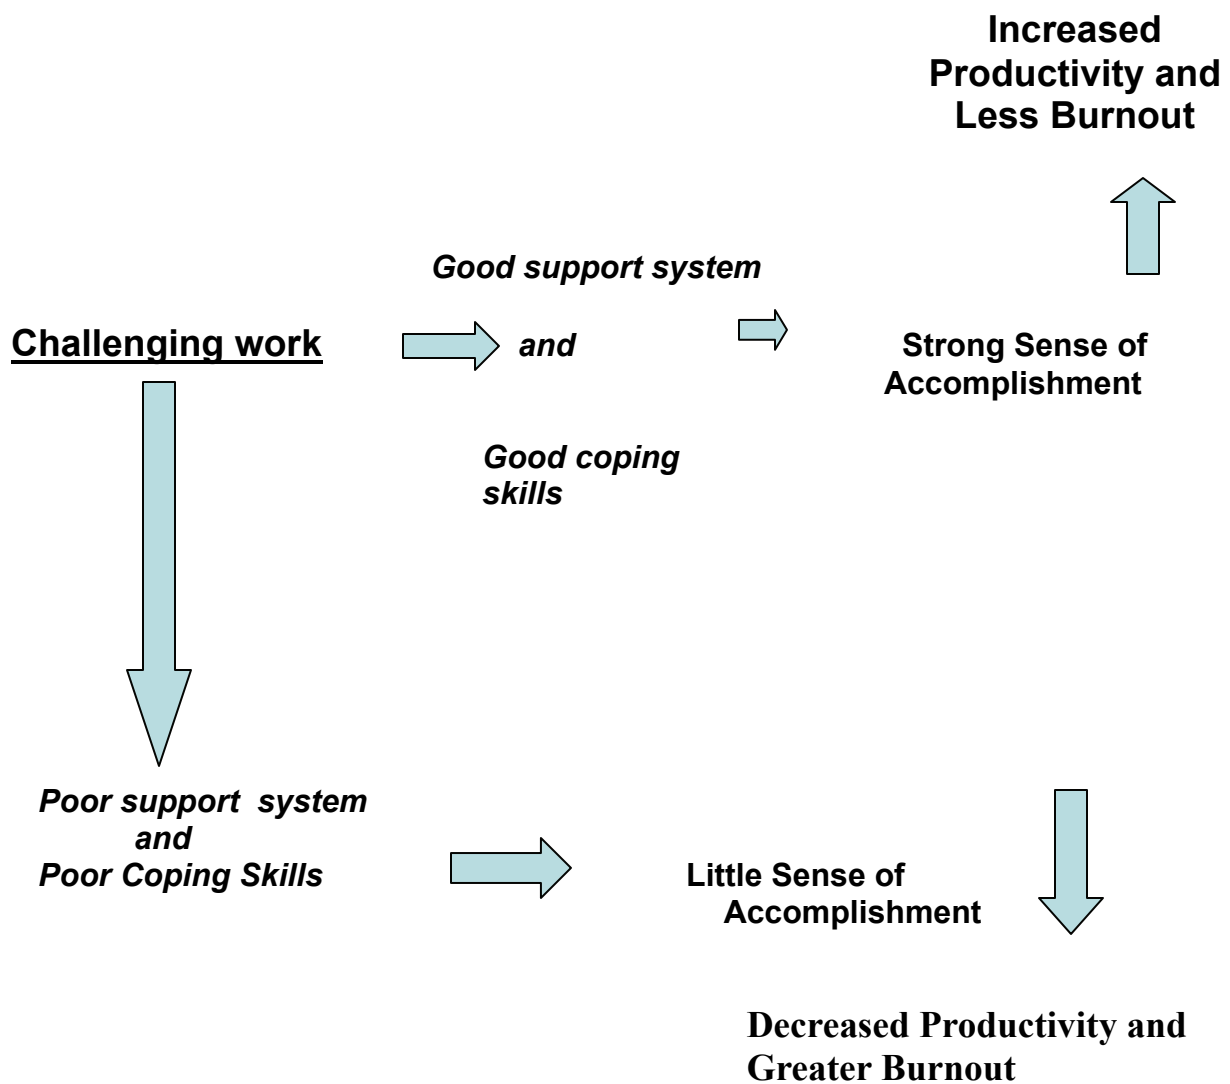 Increased
Productivity and
Less Burnout
Good support system
Challenging work
and
Strong Sense of
Accomplishment
Good coping
skills
Poor support  system
and
Poor Coping Skills
Little Sense of
Accomplishment
Decreased Productivity and
Greater Burnout